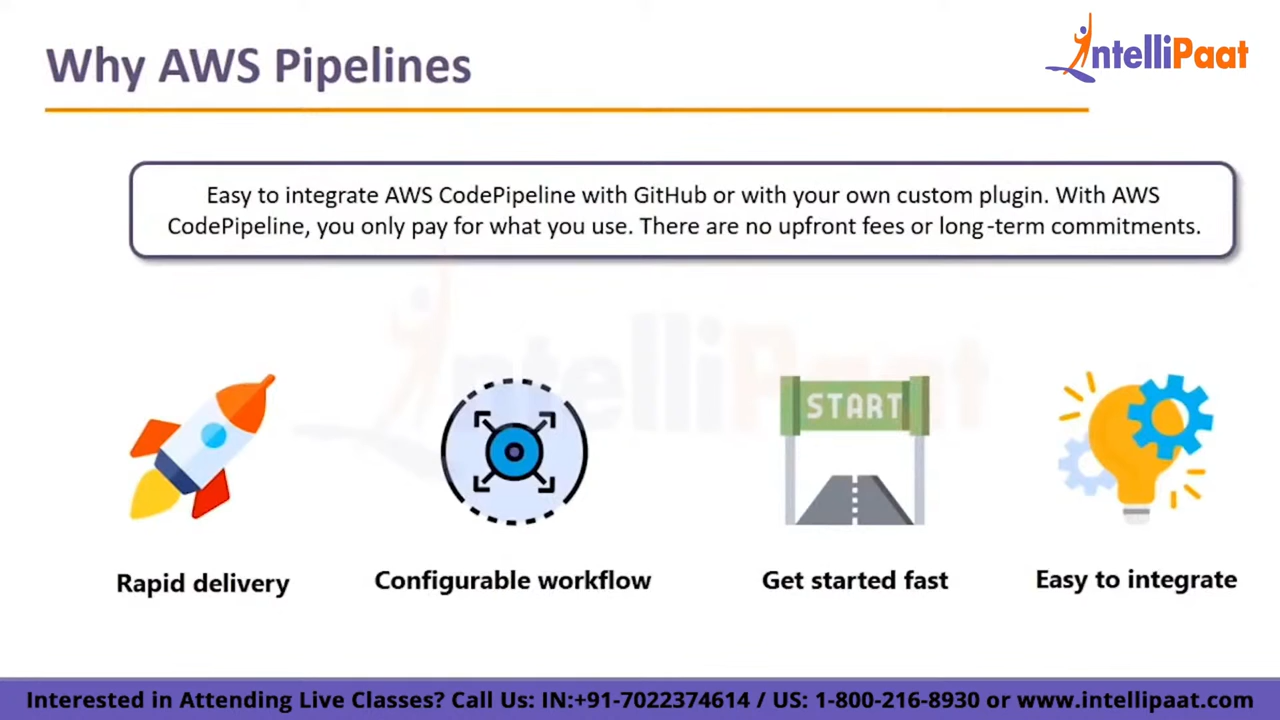 Why AWS Pipelines
IntelliPaat
Easy to integrate AWS CodePipeline with GitHub or with your own custom plugin. With AWS
CodePipeline, you only pay for what you use. There are no upfront fees or long-term commitments.
IntelliPaat
START
Rapid delivery
Configurable workflow
Get started fast
Easy to integrate
Interested in Attending Live Classes? Call Us: IN:+91-7022374614 / US: 1-800-216-8930 or www.intellipaat.com